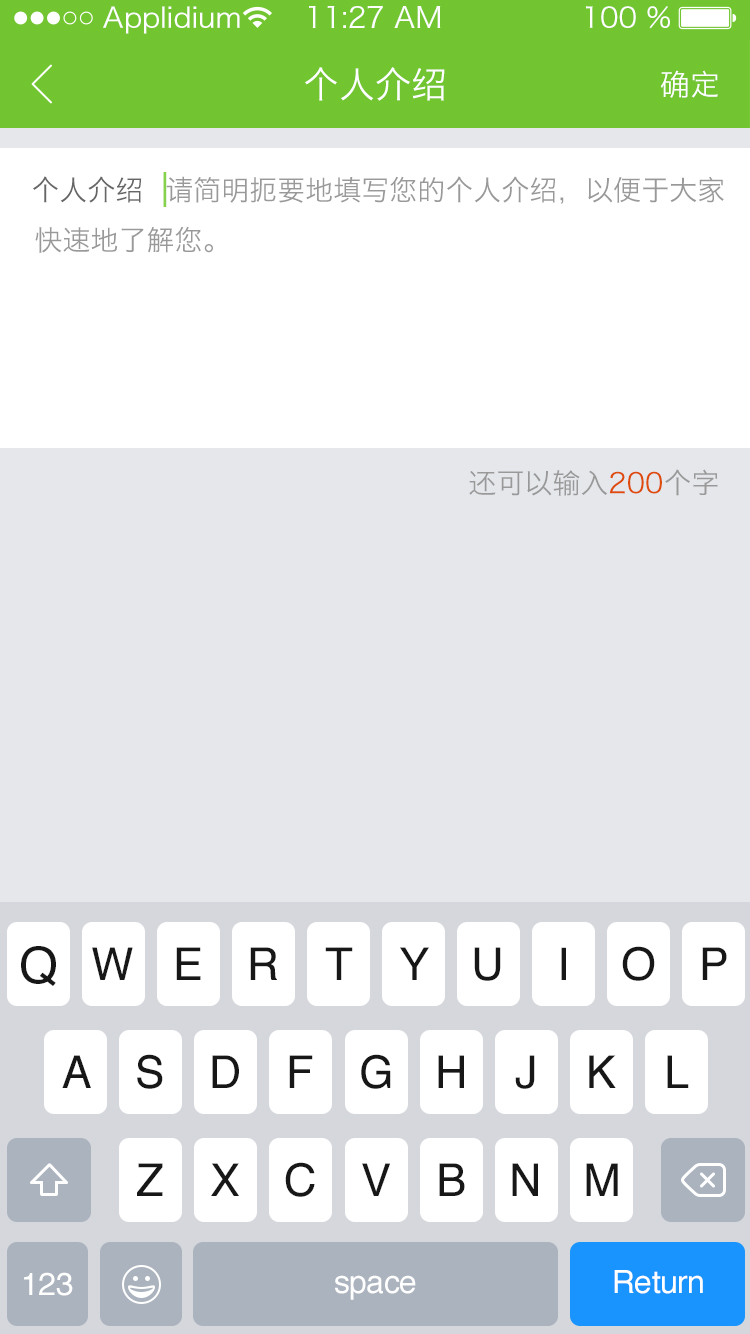 Applidium 11:27 AM 100 %
个人介绍 确定
个人介绍 请简明扼要地填写您的个人介绍，以便于大家
快速地了解您。
还可以输入200个字
Q W E R T Y U I O P
A S D F G H J K L
Z X C V B N M
123 space Return